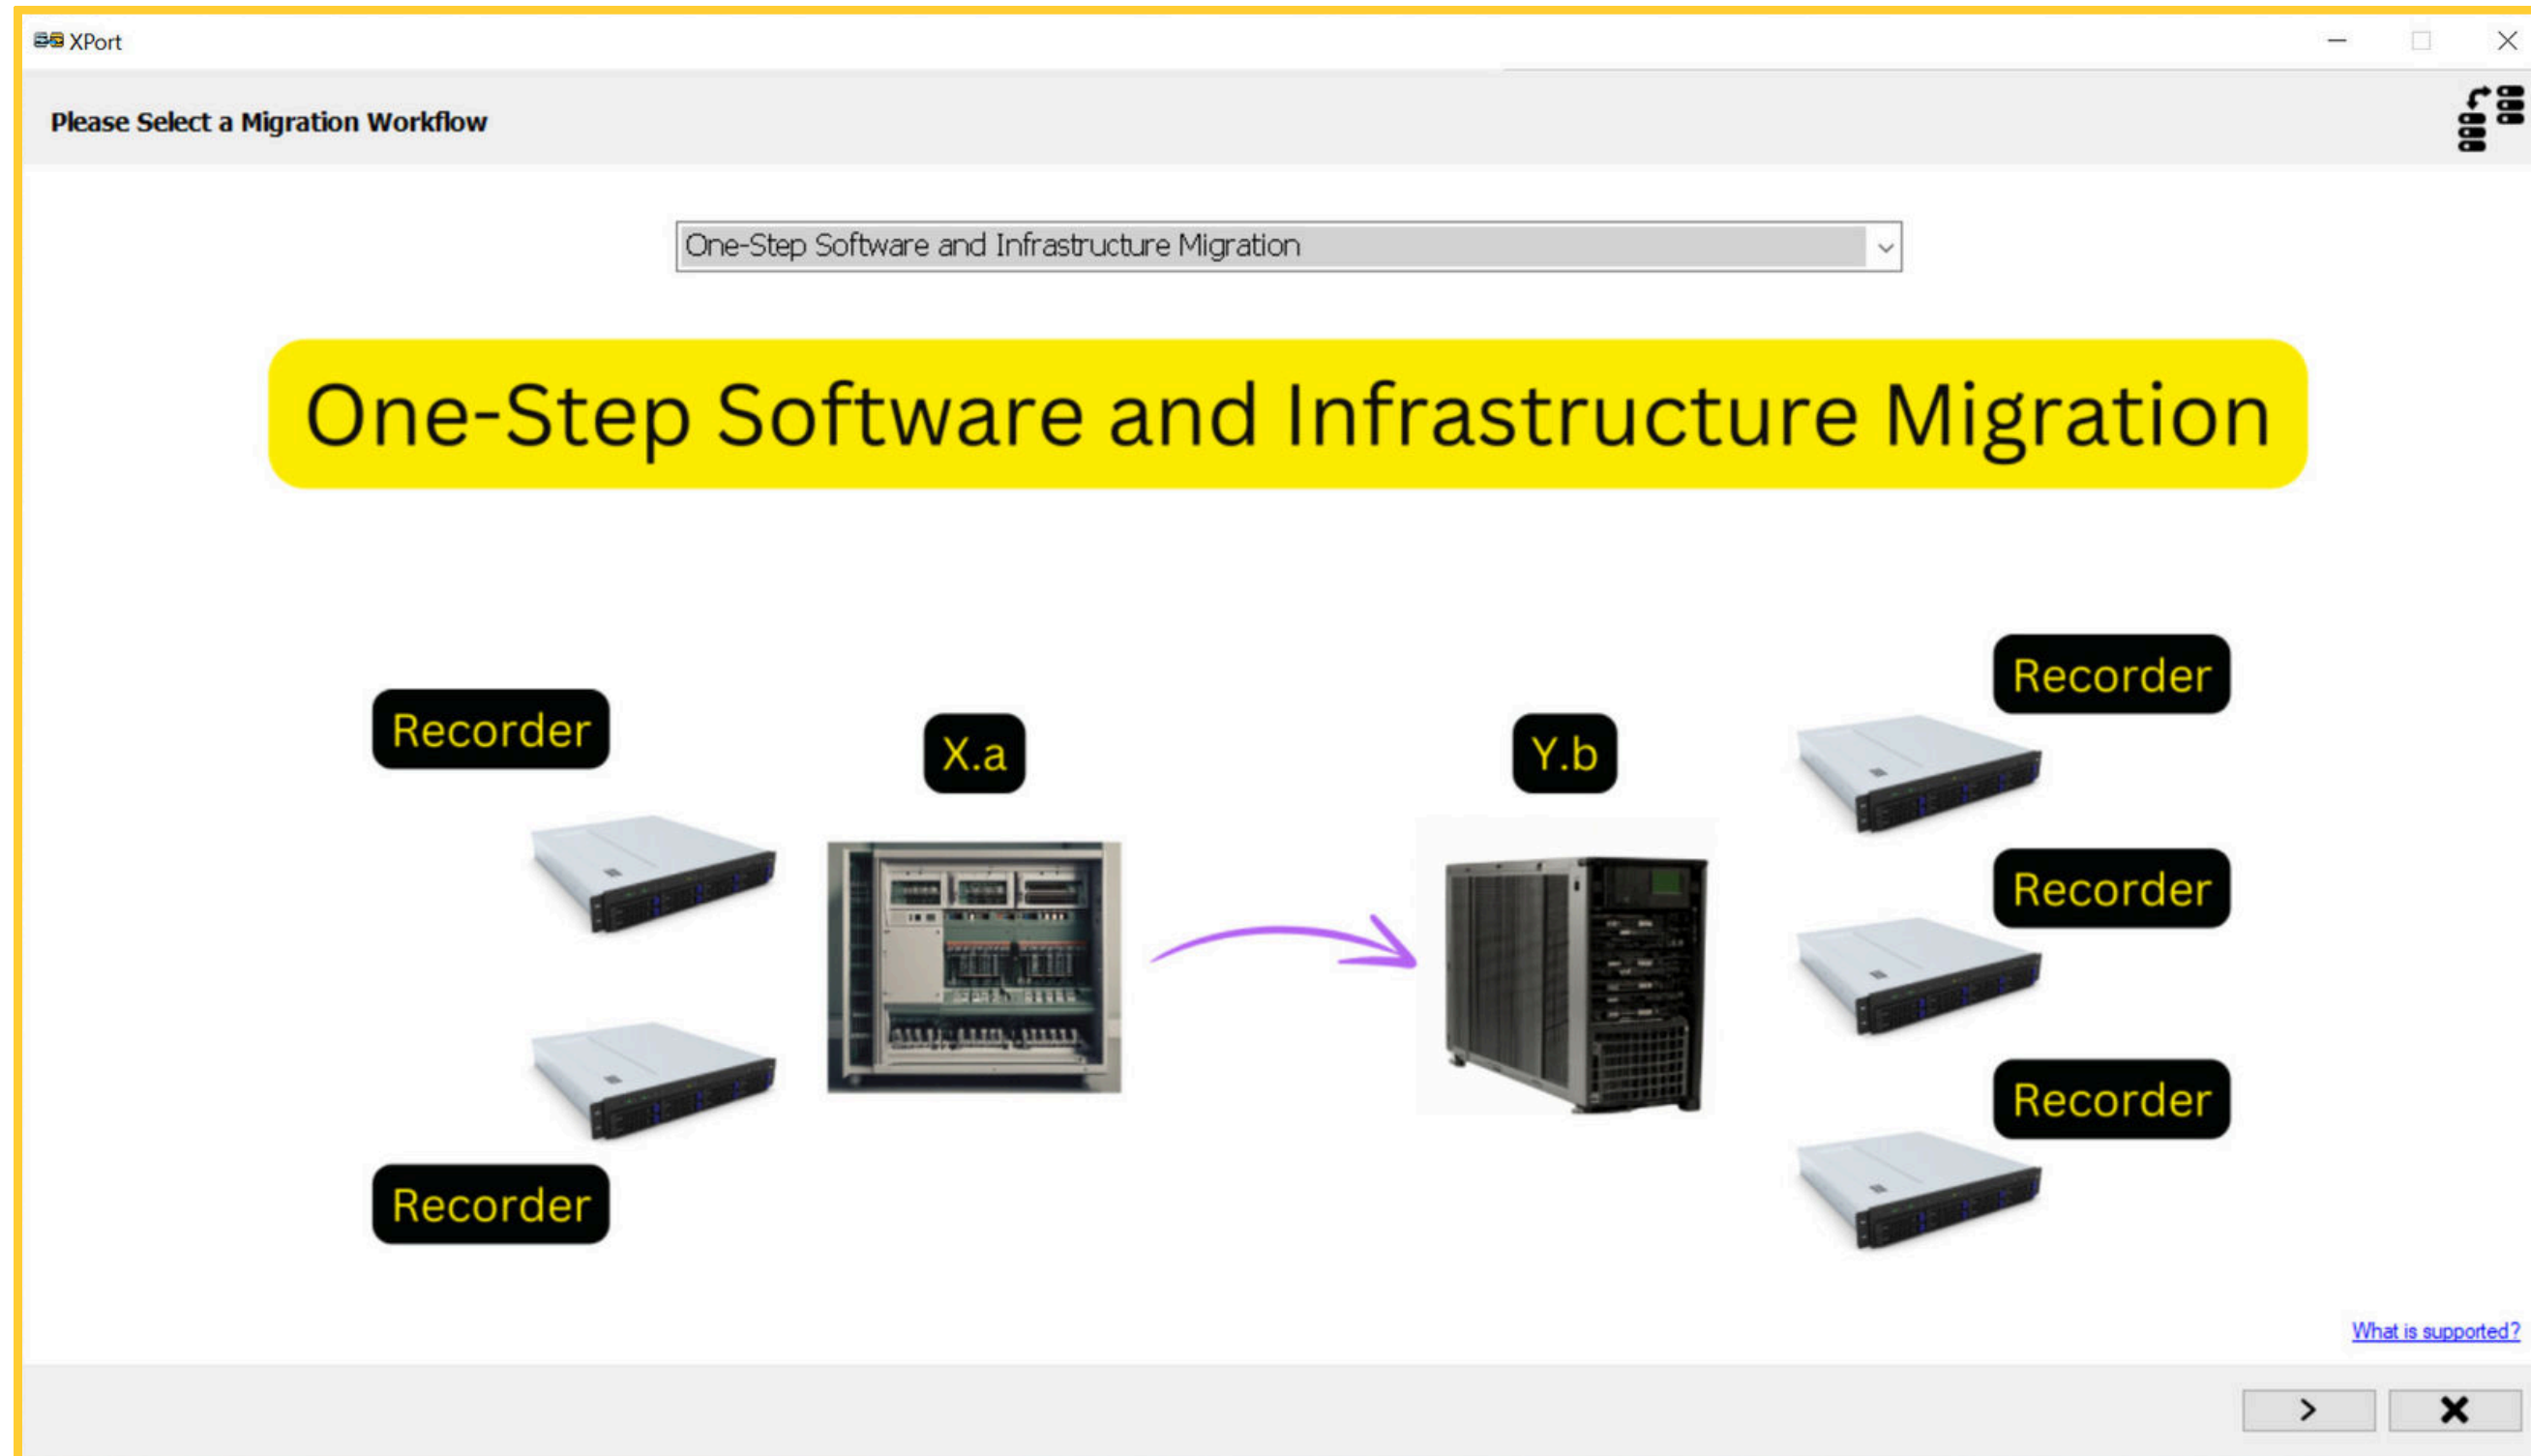 XPort
Please Select a Migration Workflow
One-Step Software and Infrastructure Migration
One-Step Software and Infrastructure Migration
Recorder
X.a
Y.b
Recorder
Recorder
Recorder
Recorder
What is supported?